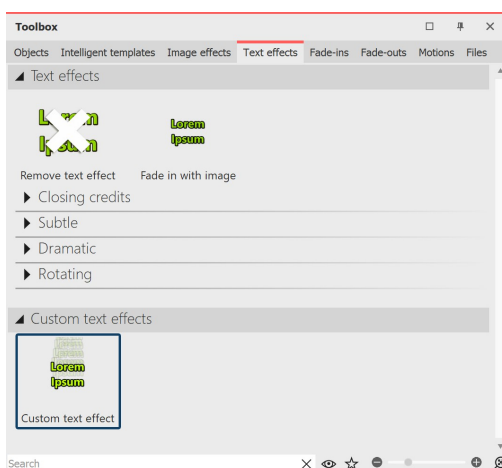 Toolbox
Objects Intelligent templates Image effects Text effects Fade-ins Fade-outs Motions Files
Text effects
Lorem
Ipsum
Lorem
Ipsum
Remove text effect Fade in with image
Closing credits
Subtle
Dramatic
Rotating
Custom text effects
Lorem
Ipsum
Custom text effect
Search